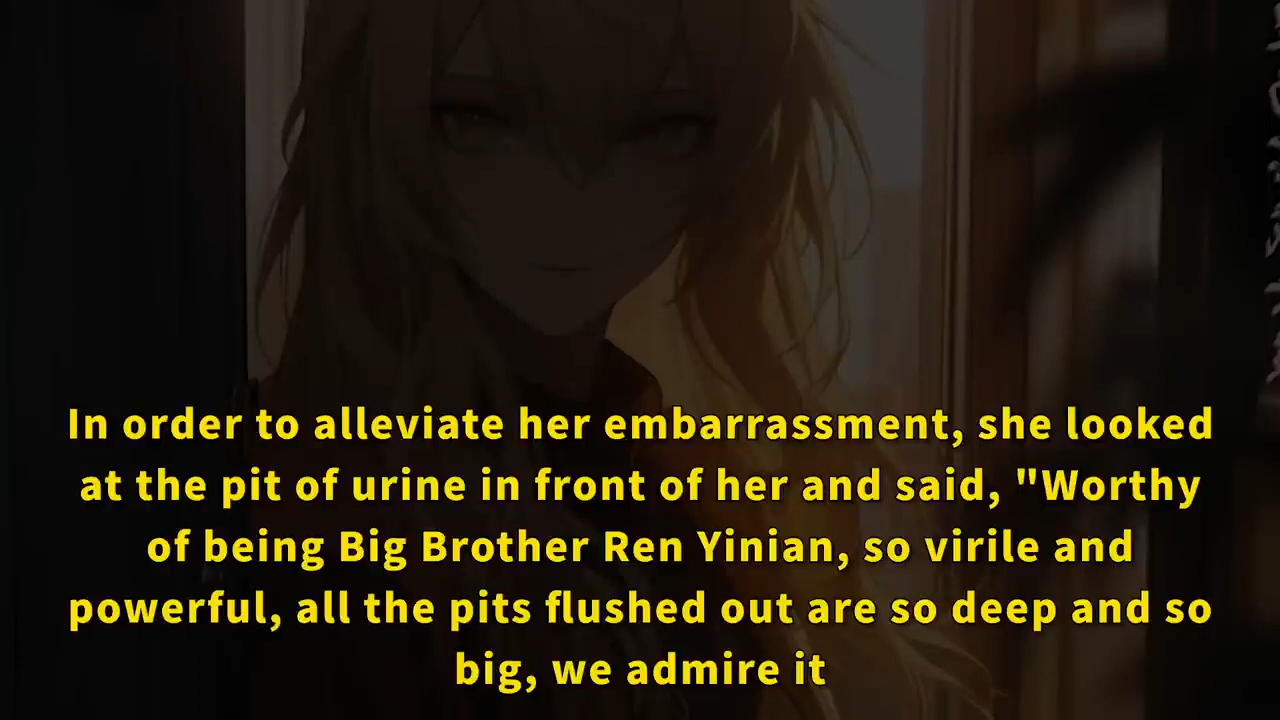 In order to alleviate her embarrassment, she looked
at the pit of urine in front of her and said, "Worthy
of being Big Brother Ren Yinian, so virile and
powerful, all the pits flushed out are so deep and so
big, we admire it